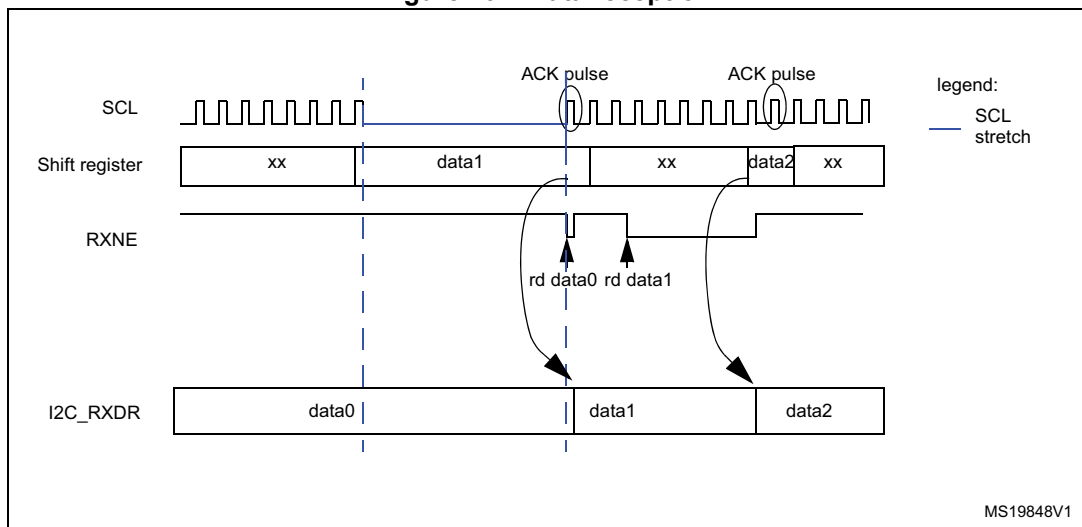 ACK pulse ACK pulse
legend:
SCL
SCL
stretch
Shift register xx data1 xx data2 xx
RXNE
rd data0 rd data1
I2C_RXDR data0 data1 data2
MS19848V1